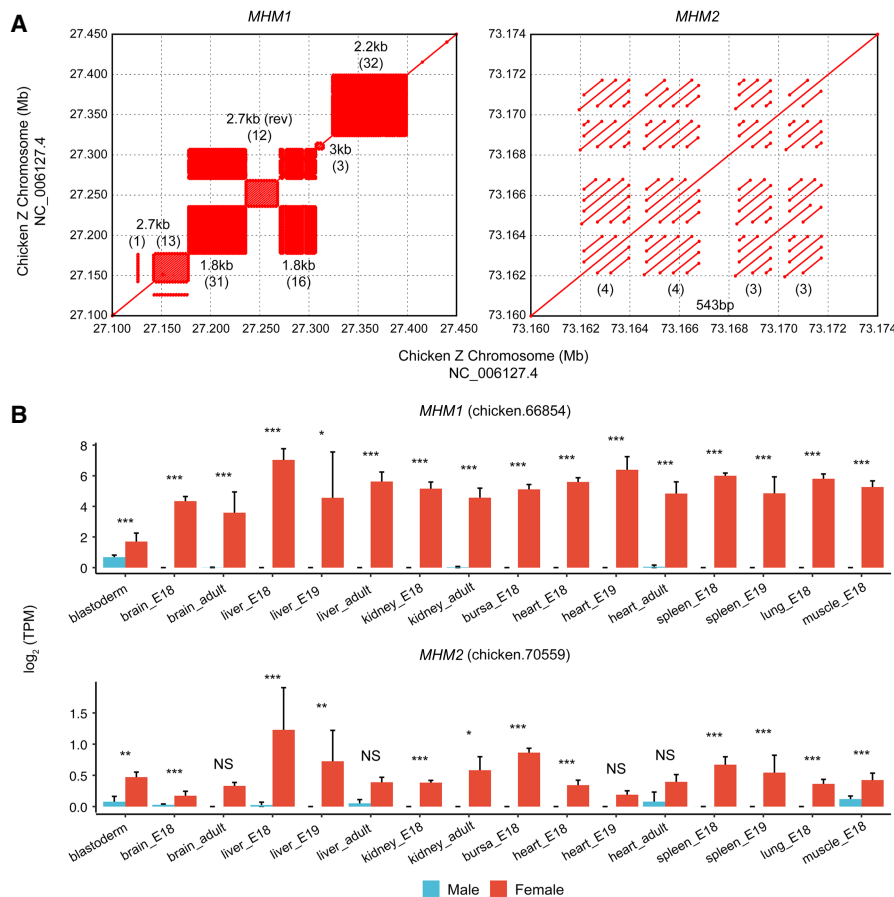 A
MHM1
MHM2
Chicken Z Chromosome (Mb)
NC_006127.4
27.450
27.400
27.350
27.300
27.250
27.200
27.150
27.100
2.2kb
(32)
2.7kb (rev)
(12)
3kb
(3)
2.7kb
(1) (13)
1.8kb
(31)
1.8kb
(16)
27.100 27.150 27.200 27.250 27.300 27.350 27.400 27.450
73.174
73.172
73.170
73.168
73.166
73.164
73.162
73.160
(4) (4) (3) (3)
543bp
73.160 73.162 73.164 73.166 73.168 73.170 73.172 73.174
Chicken Z Chromosome (Mb)
NC_006127.4
B
MHM1 (chicken.66854)
log2 (TPM)
8
6
4
2
0
*** *** *** *** * *** *** *** *** *** *** *** *** *** *** ***
blastoderm brain_E18 brain_adult liver_E18 liver_E19 liver_adult kidney_E18 kidney_adult bursa_E18 heart_E18 heart_E19 heart_adult spleen_E18 spleen_E19 lung_E18 muscle_E18
MHM2 (chicken.70559)
1.5
1.0
0.5
0.0
** *** NS *** ** NS *** * *** *** NS NS *** *** *** ***
blastoderm brain_E18 brain_adult liver_E18 liver_E19 liver_adult kidney_E18 kidney_adult bursa_E18 heart_E18 heart_E19 heart_adult spleen_E18 spleen_E19 lung_E18 muscle_E18
Male Female